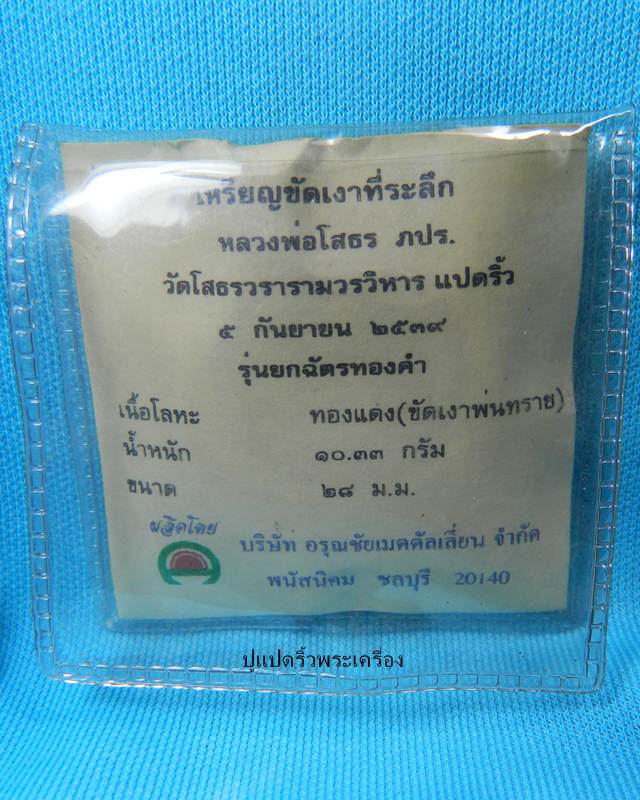 เหรียญขัดเงาที่ระลึก
หลวงพ่อโสธร ภปร.
วัดโสธรวรารามวรวิหาร แปดริ้ว
๕ กันยายน ๒๕๓๙
รุ่นยกฉัตรทองคำ
เนื้อโลหะ ทองแดง(ขัดเงาพ่นทราย)
น้ำหนัก ๑๐.๓๓ กรัม
ขนาด ๒๘ ม.ม.
ผลิตโดย
บริษัท อรุณชัยเมดดัลเลี่ยน จำกัด
พนัสนิคม ชลบุรี 20140
ปูแปดริ้วพระเครื่อง